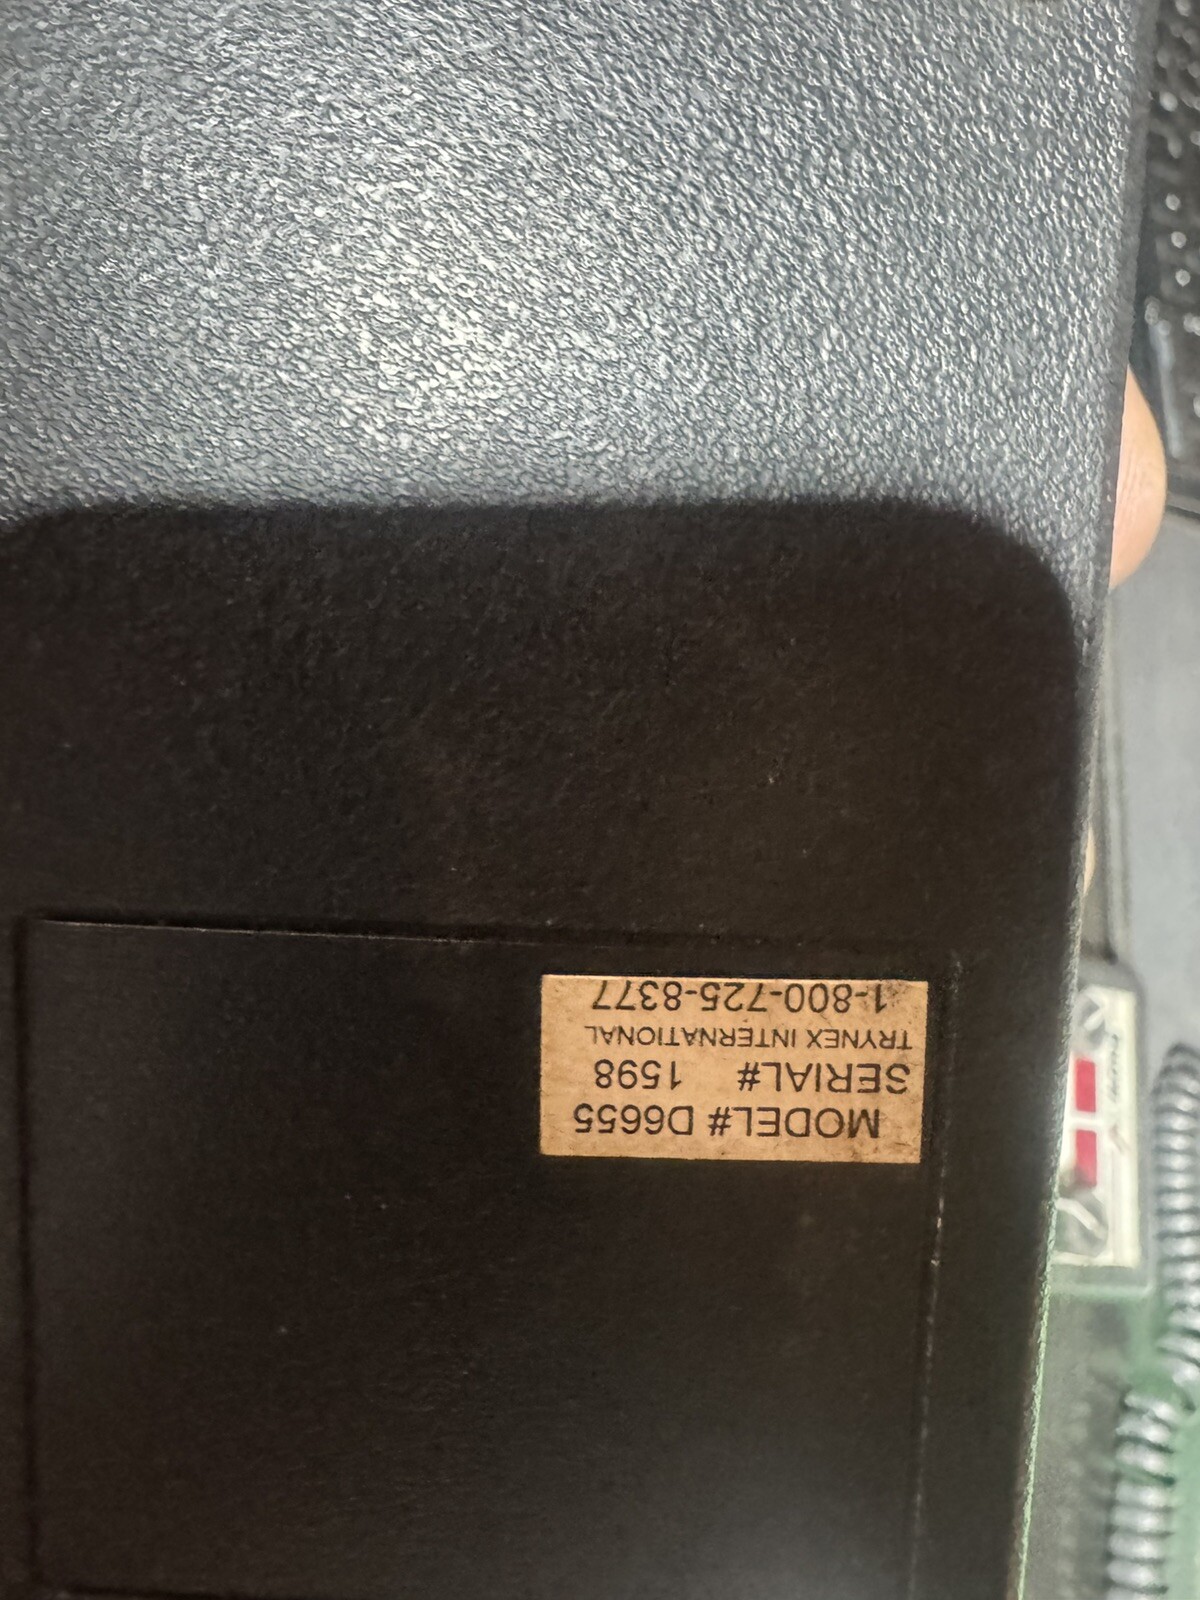 MODEL# D6655
SERIAL# 1598
TRYNEX INTERNATIONAL
1-800-725-8377